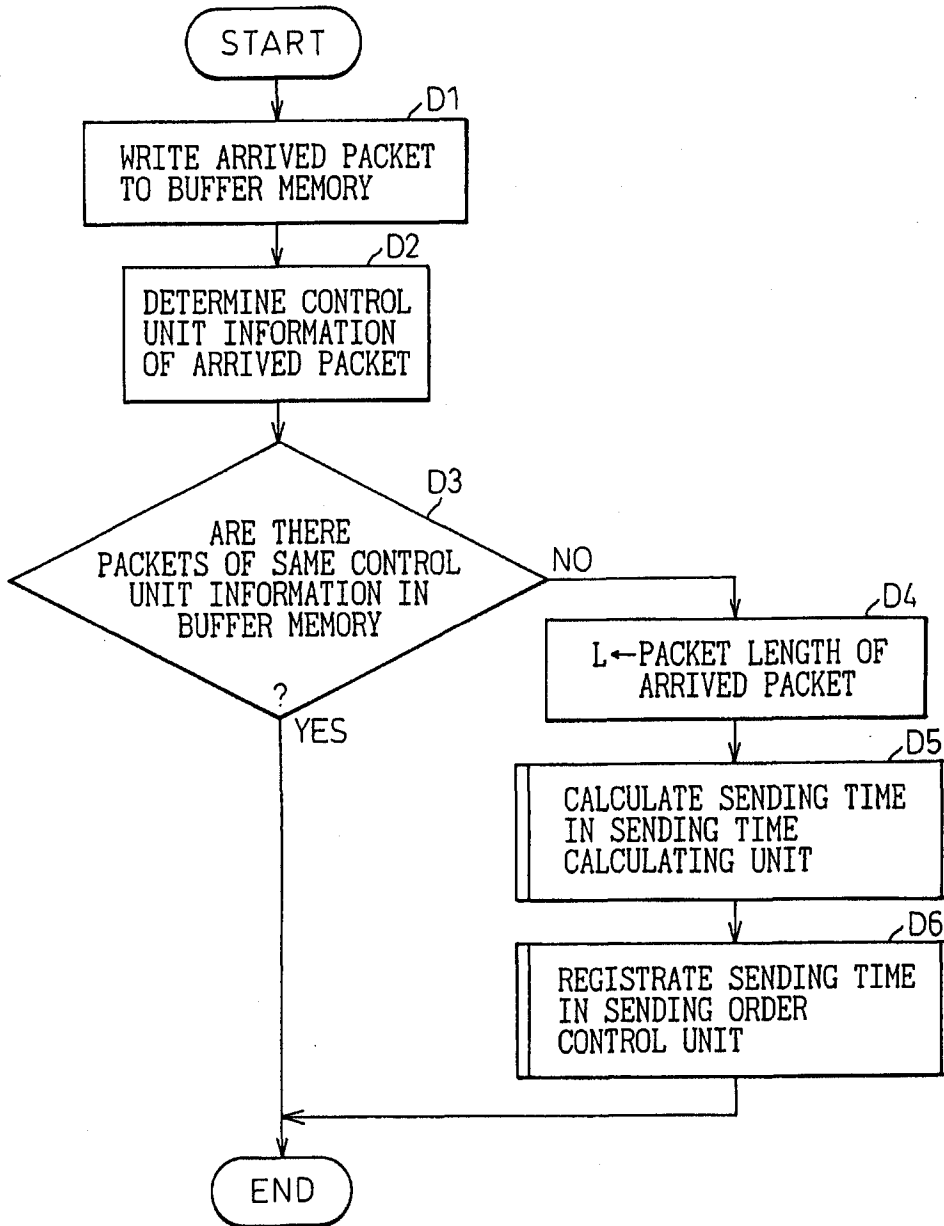 START
D1
WRITE ARRIVED PACKET
TO BUFFER MEMORY
D2
DETERMINE CONTROL
UNIT INFORMATION
OF ARRIVED PACKET
D3
ARE THERE
PACKETS OF SAME CONTROL
UNIT INFORMATION IN
BUFFER MEMORY
?
NO
YES
D4
L←PACKET LENGTH OF
ARRIVED PACKET
D5
CALCULATE SENDING TIME
IN SENDING TIME
CALCULATING UNIT
D6
REGISTRATE SENDING TIME
IN SENDING ORDER
CONTROL UNIT
END